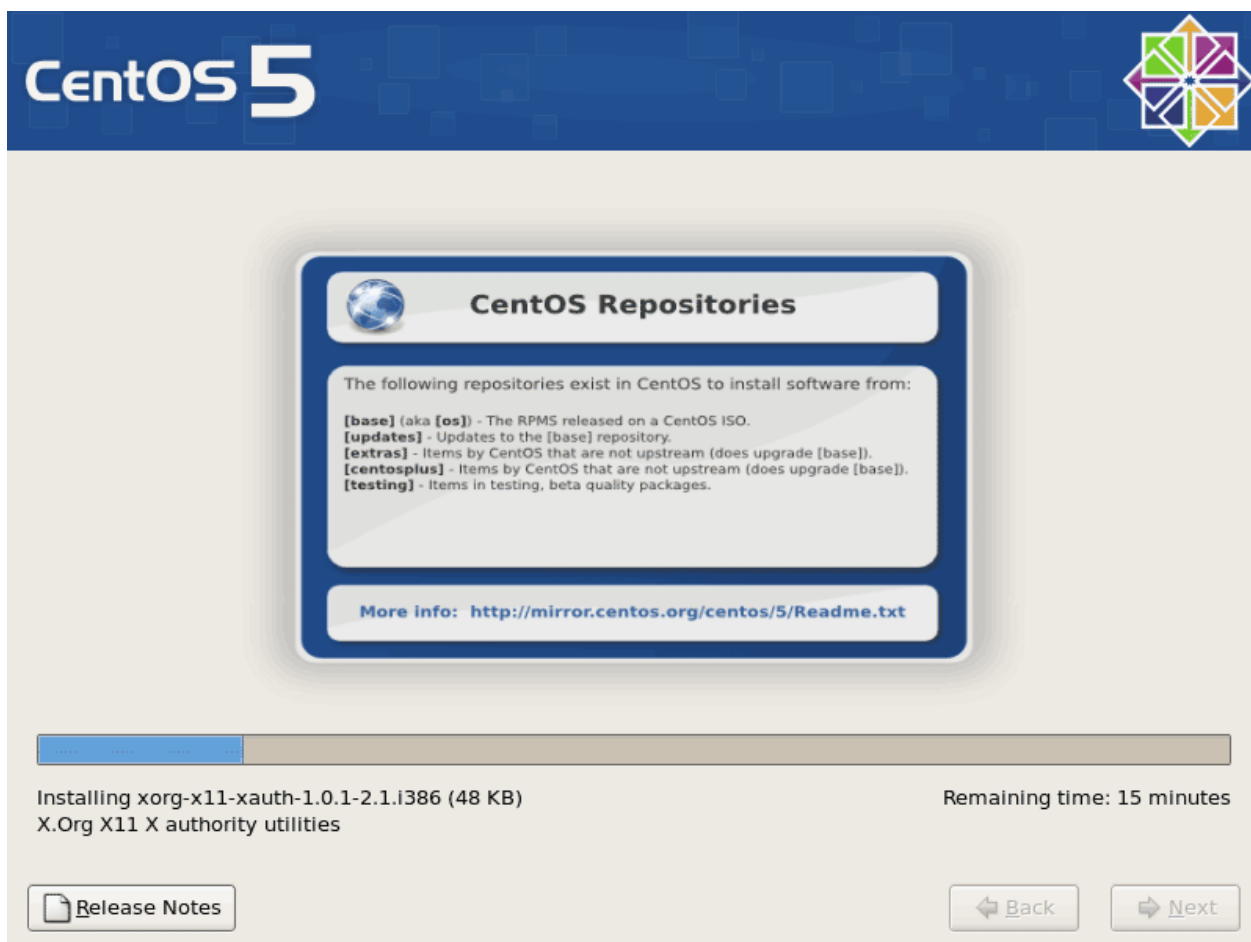 CentOS 5
CentOS Repositories
The following repositories exist in CentOS to install software from:
[base] (aka [os]) - The RPMS released on a CentOS ISO.
[updates] - Updates to the [base] repository.
[extras] - Items by CentOS that are not upstream (does upgrade [base]).
[centosplus] - Items by CentOS that are not upstream (does upgrade [base]).
[testing] - Items in testing, beta quality packages.
More info: http://mirror.centos.org/centos/5/Readme.txt
Installing xorg-x11-xauth-1.0.1-2.1.i386 (48 KB)
Remaining time: 15 minutes
X.Org X11 X authority utilities
Release Notes
Back
Next